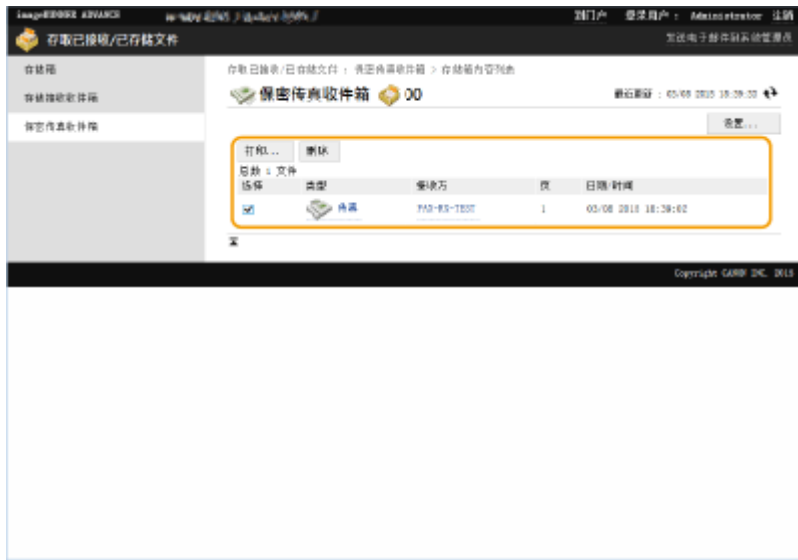 imageRUNNER ADVANCE
到门户 登录用户： Administrator 注销
存取已接收/已存储文件
发送电子邮件到系统管理员
存储箱
存储接收收件箱
保密传真收件箱
存取已接收/已存储文件 ： 保密传真收件箱 > 存储箱内容列表
保密传真收件箱 00
最近更新 ： 03/08 2018 18:39:32
设置...
打印... 删除
总数 1 文件
选择 类型 接收方 页 日期/时间
传真 FAX-RX-TEST 1 03/08 2018 18:39:02
Copyright CANON INC. 2015